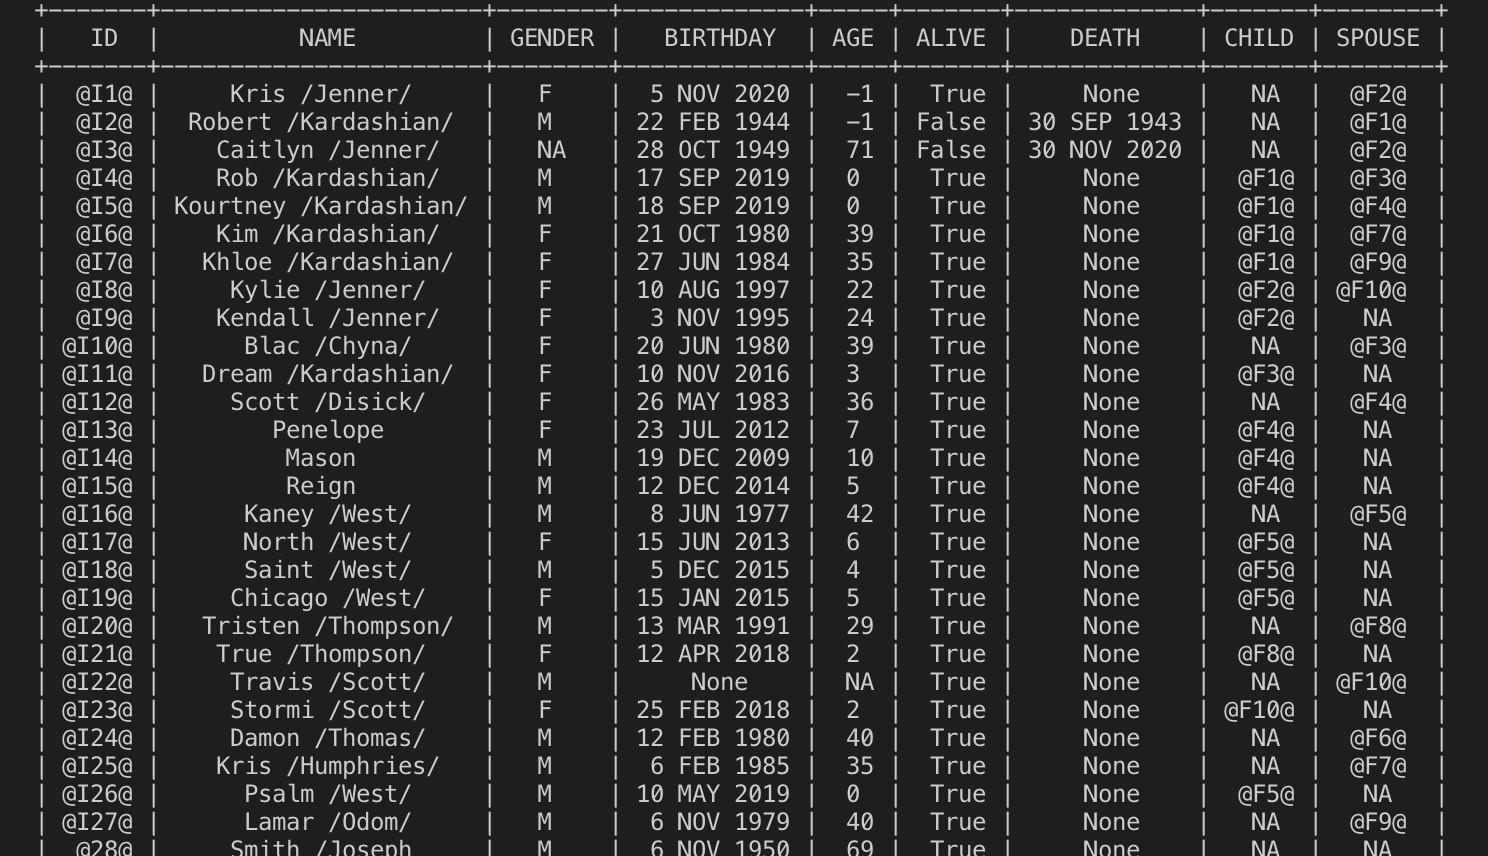 +-------+-----------------------+--------+-------------+-----+-------+-------------+-------+--------+
| ID | NAME | GENDER | BIRTHDAY | AGE | ALIVE | DEATH | CHILD | SPOUSE |
+-------+-----------------------+--------+-------------+-----+-------+-------------+-------+--------+
| @I1@ | Kris /Jenner/ | F | 5 NOV 2020 | -1 | True | None | NA | @F2@ |
| @I2@ | Robert /Kardashian/ | M | 22 FEB 1944 | -1 | False | 30 SEP 1943 | NA | @F1@ |
| @I3@ | Caitlyn /Jenner/ | NA | 28 OCT 1949 | 71 | False | 30 NOV 2020 | NA | @F2@ |
| @I4@ | Rob /Kardashian/ | M | 17 SEP 2019 | 0 | True | None | @F1@ | @F3@ |
| @I5@ | Kourtney /Kardashian/ | M | 18 SEP 2019 | 0 | True | None | @F1@ | @F4@ |
| @I6@ | Kim /Kardashian/ | F | 21 OCT 1980 | 39 | True | None | @F1@ | @F7@ |
| @I7@ | Khloe /Kardashian/ | F | 27 JUN 1984 | 35 | True | None | @F1@ | @F9@ |
| @I8@ | Kylie /Jenner/ | F | 10 AUG 1997 | 22 | True | None | @F2@ | @F10@ |
| @I9@ | Kendall /Jenner/ | F | 3 NOV 1995 | 24 | True | None | @F2@ | NA |
| @I10@ | Blac /Chyna/ | F | 20 JUN 1980 | 39 | True | None | NA | @F3@ |
| @I11@ | Dream /Kardashian/ | F | 10 NOV 2016 | 3 | True | None | @F3@ | NA |
| @I12@ | Scott /Disick/ | F | 26 MAY 1983 | 36 | True | None | NA | @F4@ |
| @I13@ | Penelope | F | 23 JUL 2012 | 7 | True | None | @F4@ | NA |
| @I14@ | Mason | M | 19 DEC 2009 | 10 | True | None | @F4@ | NA |
| @I15@ | Reign | M | 12 DEC 2014 | 5 | True | None | @F4@ | NA |
| @I16@ | Kaney /West/ | M | 8 JUN 1977 | 42 | True | None | NA | @F5@ |
| @I17@ | North /West/ | F | 15 JUN 2013 | 6 | True | None | @F5@ | NA |
| @I18@ | Saint /West/ | M | 5 DEC 2015 | 4 | True | None | @F5@ | NA |
| @I19@ | Chicago /West/ | F | 15 JAN 2015 | 5 | True | None | @F5@ | NA |
| @I20@ | Tristen /Thompson/ | M | 13 MAR 1991 | 29 | True | None | NA | @F8@ |
| @I21@ | True /Thompson/ | F | 12 APR 2018 | 2 | True | None | @F8@ | NA |
| @I22@ | Travis /Scott/ | M | None | NA | True | None | NA | @F10@ |
| @I23@ | Stormi /Scott/ | F | 25 FEB 2018 | 2 | True | None | @F10@ | NA |
| @I24@ | Damon /Thomas/ | M | 12 FEB 1980 | 40 | True | None | NA | @F6@ |
| @I25@ | Kris /Humphries/ | M | 6 FEB 1985 | 35 | True | None | NA | @F7@ |
| @I26@ | Psalm /West/ | M | 10 MAY 2019 | 0 | True | None | @F5@ | NA |
| @I27@ | Lamar /Odom/ | M | 6 NOV 1979 | 40 | True | None | NA | @F9@ |
| @28@ | Smith /Joseph | M | 6 NOV 1950 | 69 | True | None | NA | NA |